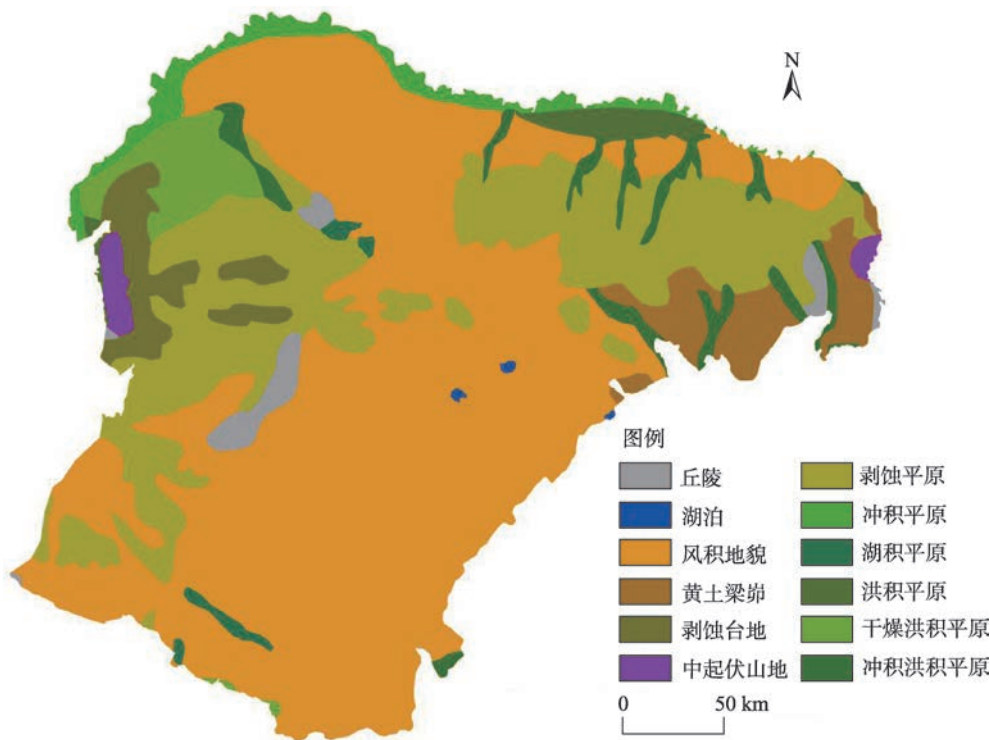 N
图例
丘陵
湖泊
风积地貌
黄土梁峁
剥蚀台地
中起伏山地
剥蚀平原
冲积平原
湖积平原
洪积平原
干燥洪积平原
冲积洪积平原
0 50 km